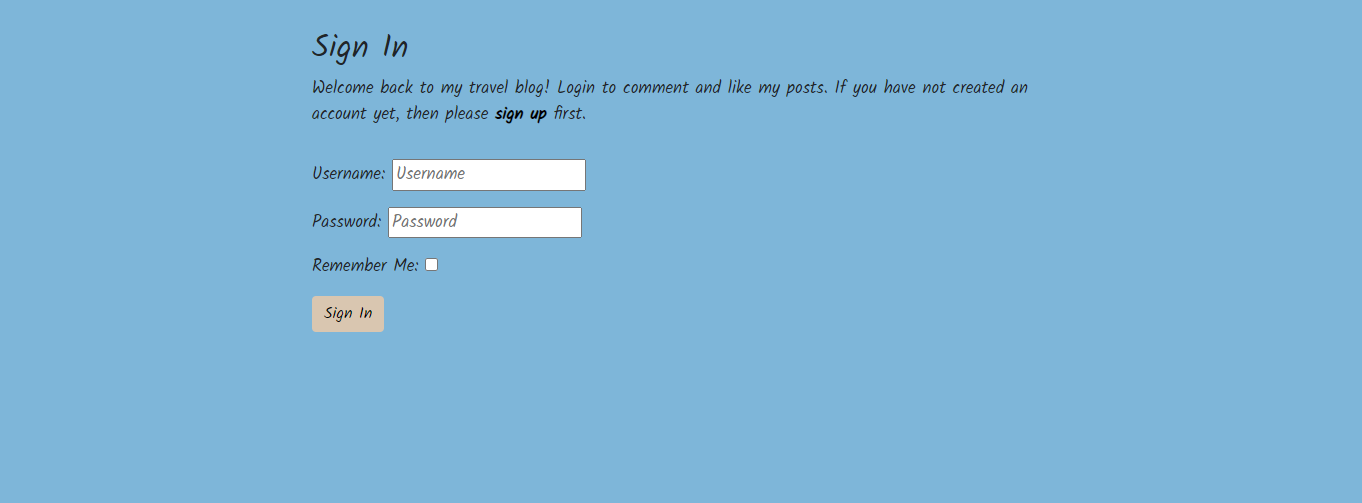 Sign In
Welcome back to my travel blog! Login to comment and like my posts. If you have not created an
account yet, then please sign up first.
Username: Username
Password: Password
Remember Me:
Sign In